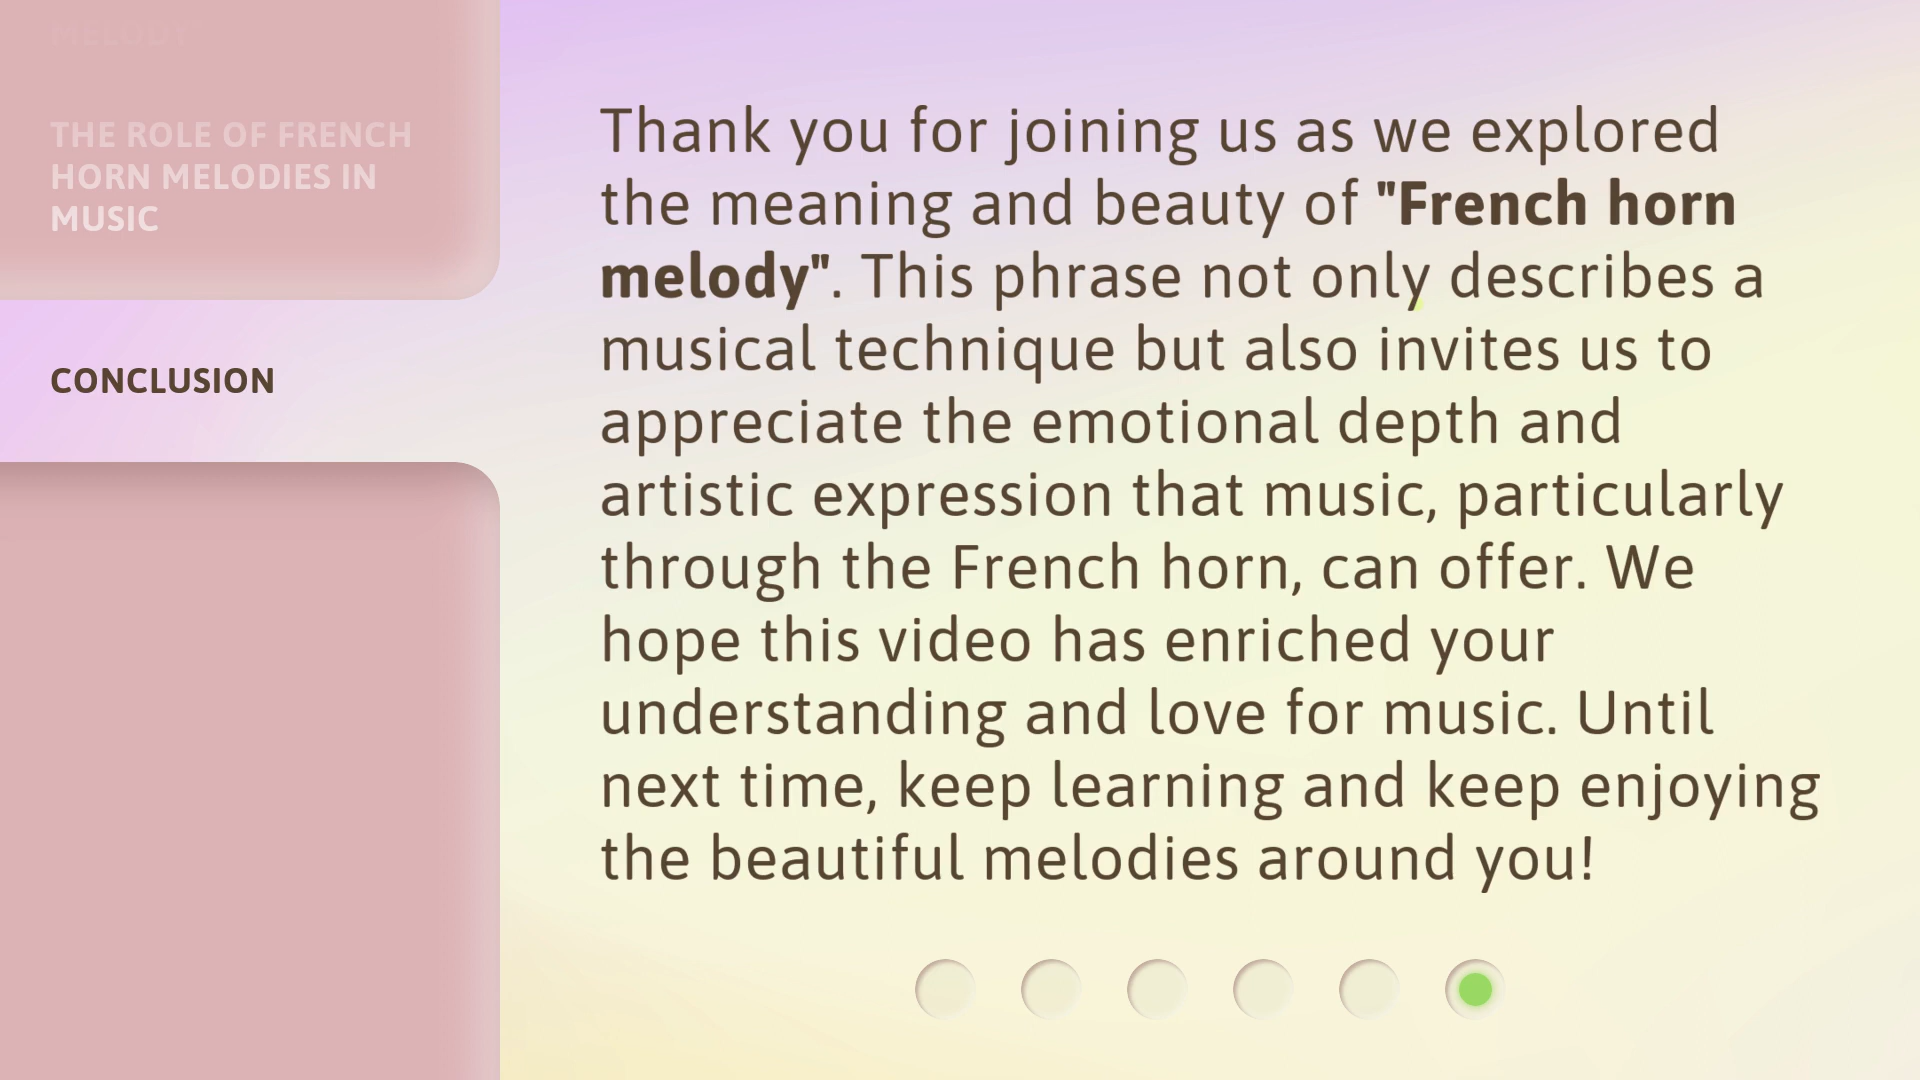 MELODY"
THE ROLE OF FRENCH
HORN MELODIES IN
MUSIC
CONCLUSION
Thank you for joining us as we explored
the meaning and beauty of "French horn
melody". This phrase not only describes a
musical technique but also invites us to
appreciate the emotional depth and
artistic expression that music, particularly
through the French horn, can offer. We
hope this video has enriched your
understanding and love for music. Until
next time, keep learning and keep enjoying
the beautiful melodies around you!